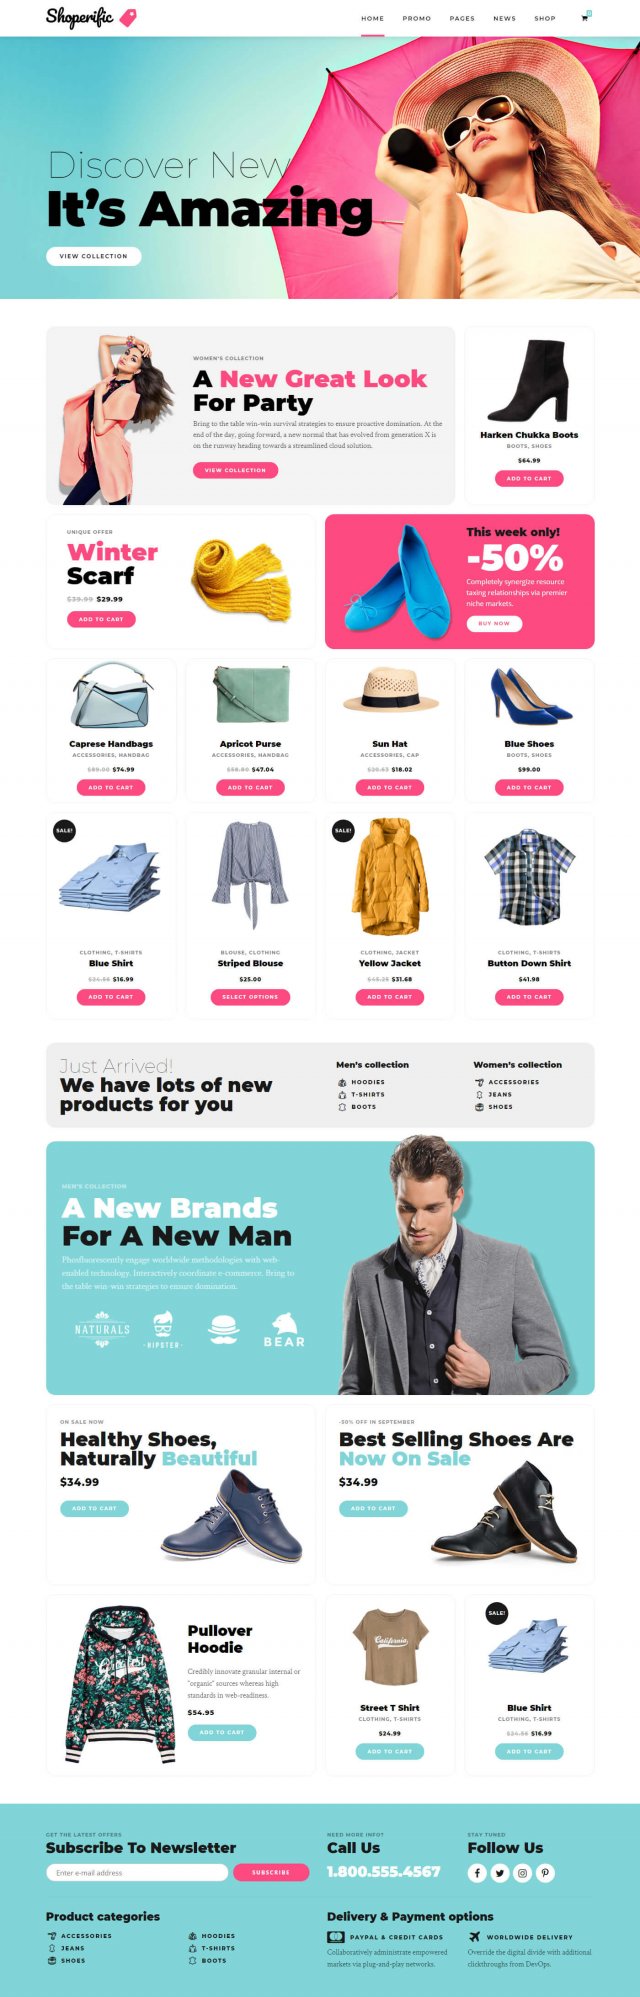 Shoperific
HOME PROMO PAGES NEWS SHOP
0
Discover New
It's Amazing
VIEW COLLECTION
WOMEN'S COLLECTION
A New Great Look
For Party
Bring to the table win-win survival strategies to ensure proactive domination. At the
end of the day, going forward, a new normal that has evolved from generation X is
on the runway heading towards a streamlined cloud solution.
VIEW COLLECTION
Harken Chukka Boots
BOOTS, SHOES
$64.99
ADD TO CART
UNIQUE OFFER
Winter
Scarf
$39.99 $29.99
ADD TO CART
This week only!
-50%
Completely synergize resource
taxing relationships via premier
niche markets.
BUY NOW
Caprese Handbags
ACCESSORIES, HANDBAG
$89.00 $74.99
ADD TO CART
Apricot Purse
ACCESSORIES, HANDBAG
$58.80 $47.04
ADD TO CART
Sun Hat
ACCESSORIES, CAP
$20.63 $18.02
ADD TO CART
Blue Shoes
BOOTS, SHOES
$99.00
ADD TO CART
SALE!
CLOTHING, T-SHIRTS
Blue Shirt
$24.56 $16.99
ADD TO CART
BLOUSE, CLOTHING
Striped Blouse
$25.00
SELECT OPTIONS
SALE!
CLOTHING, JACKET
Yellow Jacket
$45.25 $31.68
ADD TO CART
CLOTHING, T-SHIRTS
Button Down Shirt
$41.98
ADD TO CART
Just Arrived!
We have lots of new
products for you
Men's collection
HOODIES
T-SHIRTS
BOOTS
Women's collection
ACCESSORIES
JEANS
SHOES
MEN'S COLLECTION
A New Brands
For A New Man
Phosfluorescently engage worldwide methodologies with web-
enabled technology. Interactively coordinate e-commerce. Bring to
the table win-win strategies to ensure domination.
NATURALS
HIPSTER
BEAR
ON SALE NOW
Healthy Shoes,
Naturally Beautiful
$34.99
ADD TO CART
-50% OFF IN SEPTEMBER
Best Selling Shoes Are
Now On Sale
$34.99
ADD TO CART
Pullover
Hoodie
Credibly innovate granular internal or
"organic" sources whereas high
standards in web-readiness.
$54.95
ADD TO CART
California
Street T Shirt
CLOTHING, T-SHIRTS
$24.99
ADD TO CART
SALE!
Blue Shirt
CLOTHING, T-SHIRTS
$24.56 $16.99
ADD TO CART
GET THE LATEST OFFERS
Subscribe To Newsletter
Enter e-mail address
SUBSCRIBE
NEED MORE INFO?
Call Us
1.800.555.4567
STAY TUNED
Follow Us
Product categories
ACCESSORIES
JEANS
SHOES
HOODIES
T-SHIRTS
BOOTS
Delivery & Payment options
PAYPAL & CREDIT CARDS
Collaboratively administrate empowered
markets via plug-and-play networks.
WORLDWIDE DELIVERY
Override the digital divide with additional
clickthroughs from DevOps.